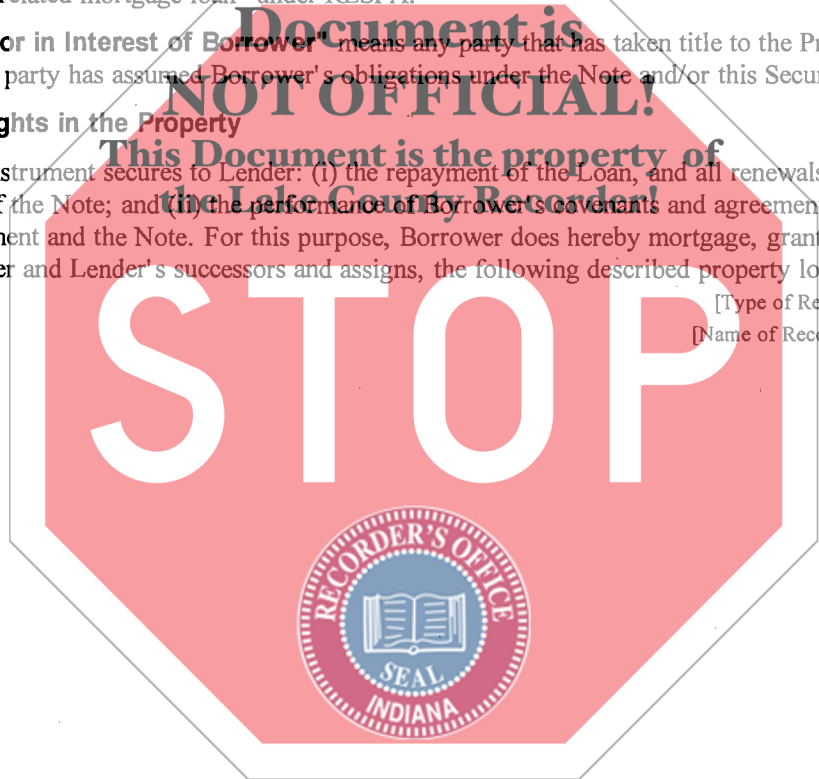 related mortgage loan" under RESPA.
Document is
or in Interest of Borrower" means any party that has taken title to the Pr
party has assumed Borrower's obligations under the Note and/or this Secur
NOT OFFICIAL!
ghts in the Property
This Document is the property of
strument secures to Lender: (i) the repayment of the Loan, and all renewals
f the Note; and (ii) the performance of Borrower's covenants and agreemen
the Lake County Recorder!
ent and the Note. For this purpose, Borrower does hereby mortgage, grant
er and Lender's successors and assigns, the following described property lo
[Type of Re
[Name of Reco
STOP
RECORDER'S OFFICE
SEAL
INDIANA